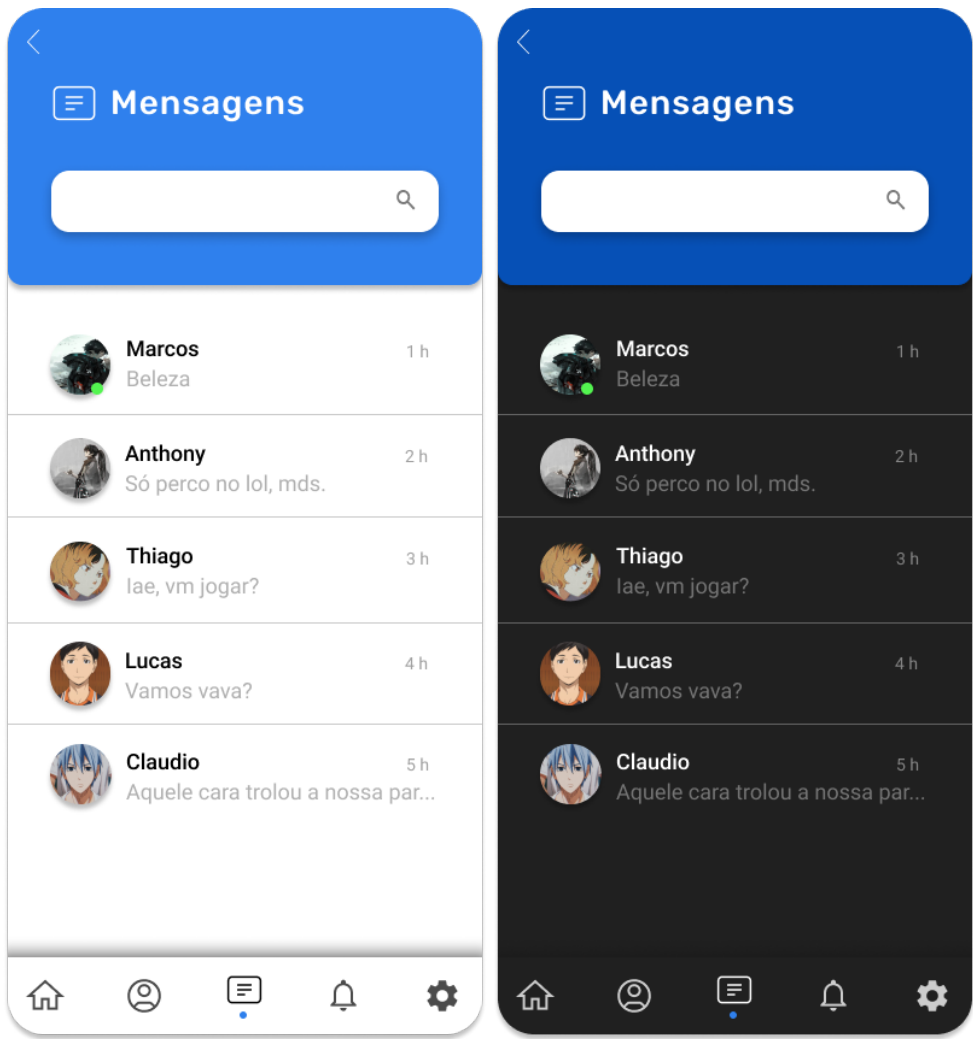 Mensagens
Marcos
1 h
Beleza
Anthony
2 h
Só perco no lol, mds.
Thiago
3 h
Iae, vm jogar?
Lucas
4 h
Vamos vava?
Claudio
5 h
Aquele cara trolou a nossa par...
Mensagens
Marcos
1 h
Beleza
Anthony
2 h
Só perco no lol, mds.
Thiago
3 h
Iae, vm jogar?
Lucas
4 h
Vamos vava?
Claudio
5 h
Aquele cara trolou a nossa par...